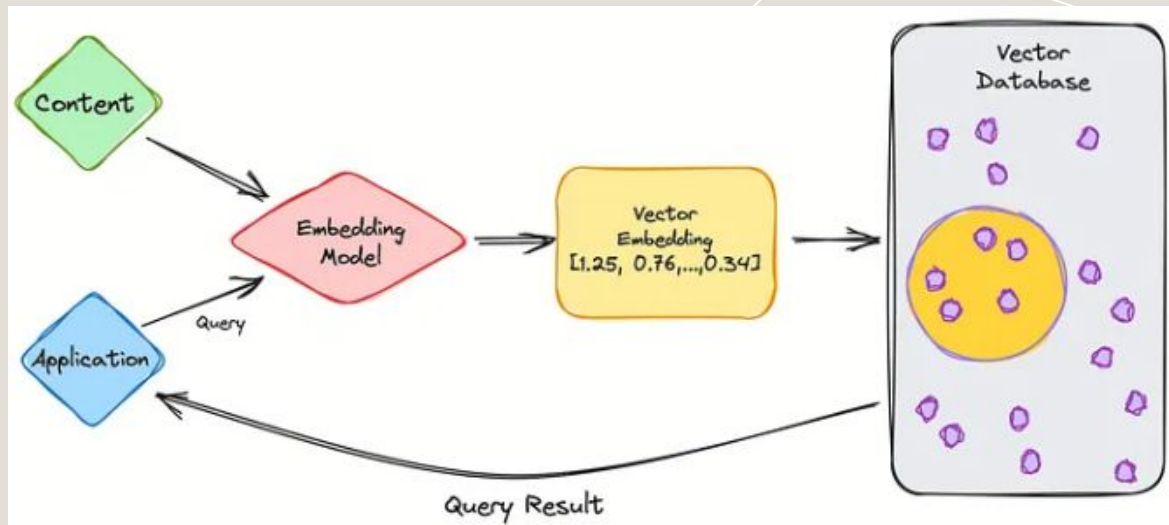 Content
Application
Query
Embedding
Model
Vector
Embedding
[1.25, 0.76,...,0.34]
Vector
Database
Query Result